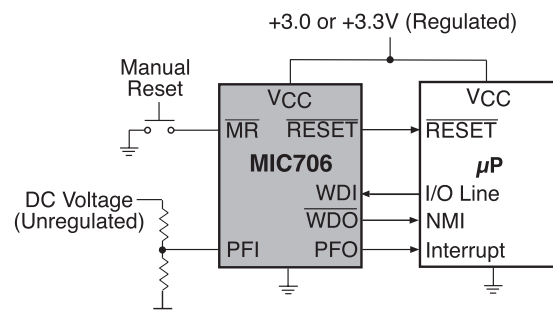 +3.0 or +3.3V (Regulated)
Manual
Reset
VCC
VCC
MR
RESET
RESET
MIC706
µP
DC Voltage
(Unregulated)
WDI
I/O Line
WDO
NMI
PFI
PFO
Interrupt